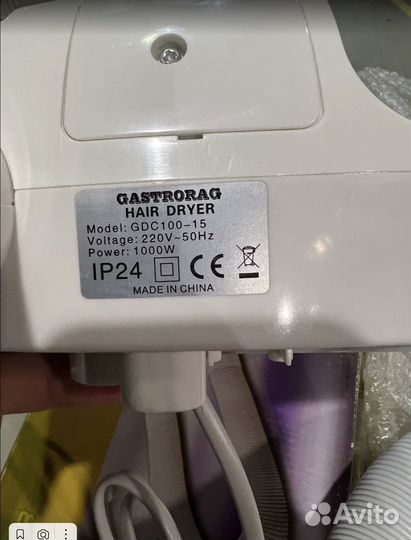 GASTRORAG
HAIR DRYER
Model: GDC100-15
Voltage: 220V~50Hz
Power: 1000W
IP24 CE
MADE IN CHINA
Avito